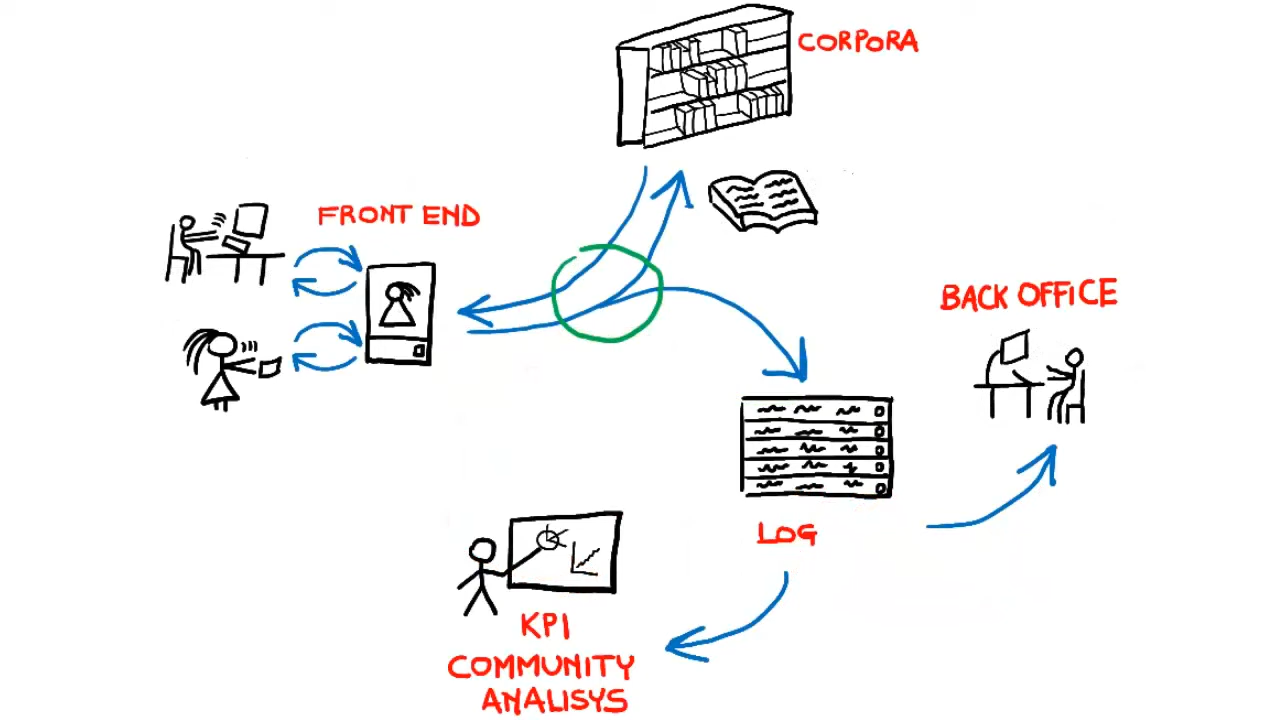 CORPORA
FRONT END
BACK OFFICE
LOG
KPI
COMMUNITY
ANALISYS